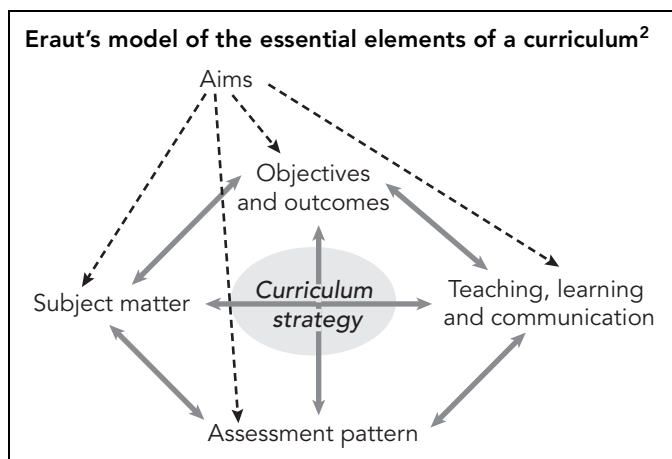 Eraut's model of the essential elements of a curriculum²
Aims
Objectives
and outcomes
Subject matter
Curriculum
strategy
Teaching, learning
and communication
Assessment pattern